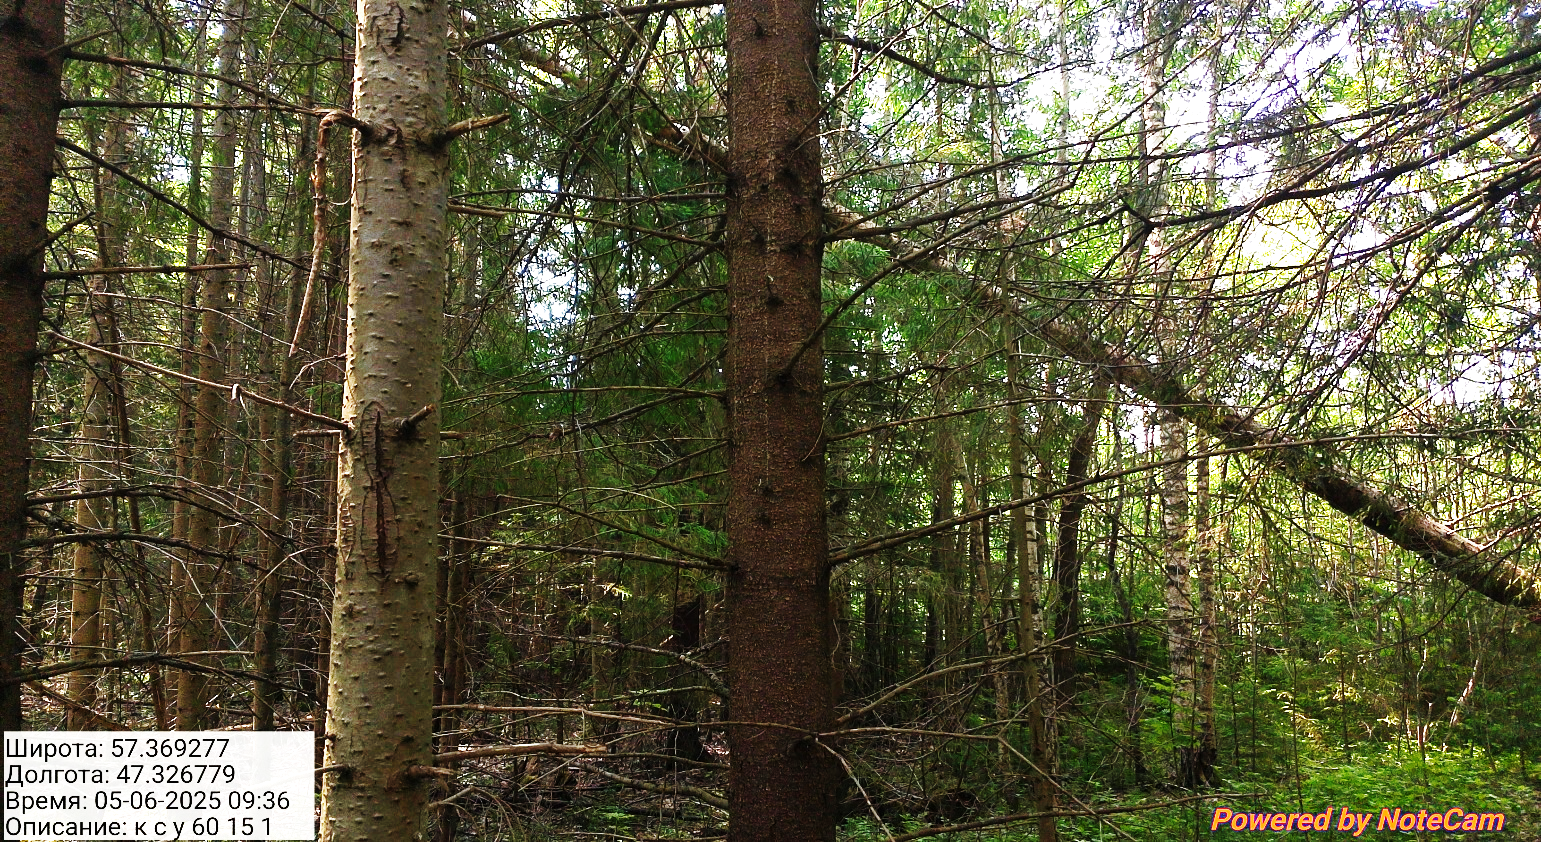 Широта: 57.369277
Долгота: 47.326779
Время: 05-06-2025 09:36
Описание: к с у 60 15 1
Powered by NoteCam